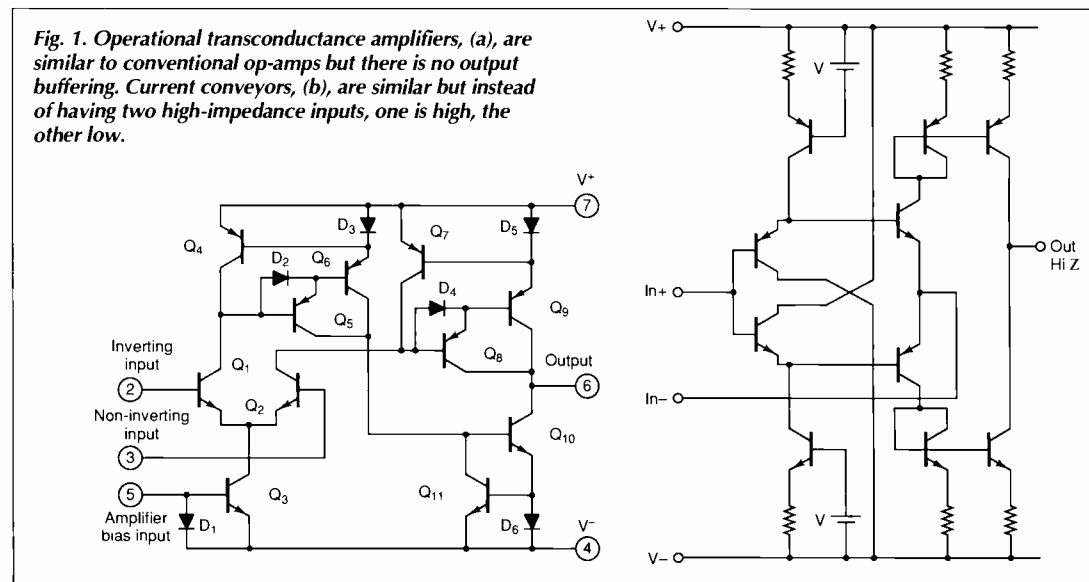 Fig. 1. Operational transconductance amplifiers, (a), are
similar to conventional op-amps but there is no output
buffering. Current conveyors, (b), are similar but instead
of having two high-impedance inputs, one is high, the
other low.
V+
7
D3
Q7
D5
Q4
D2
Q6
D4
Q9
Q5
Q8
Inverting
input
2
Q1
Output
6
Non-inverting
input
3
Q2
Q10
5
Amplifier
bias input
D1
Q3
Q11
D6
V-
4
V+
V
In+
Out
Hi Z
In-
V
V-